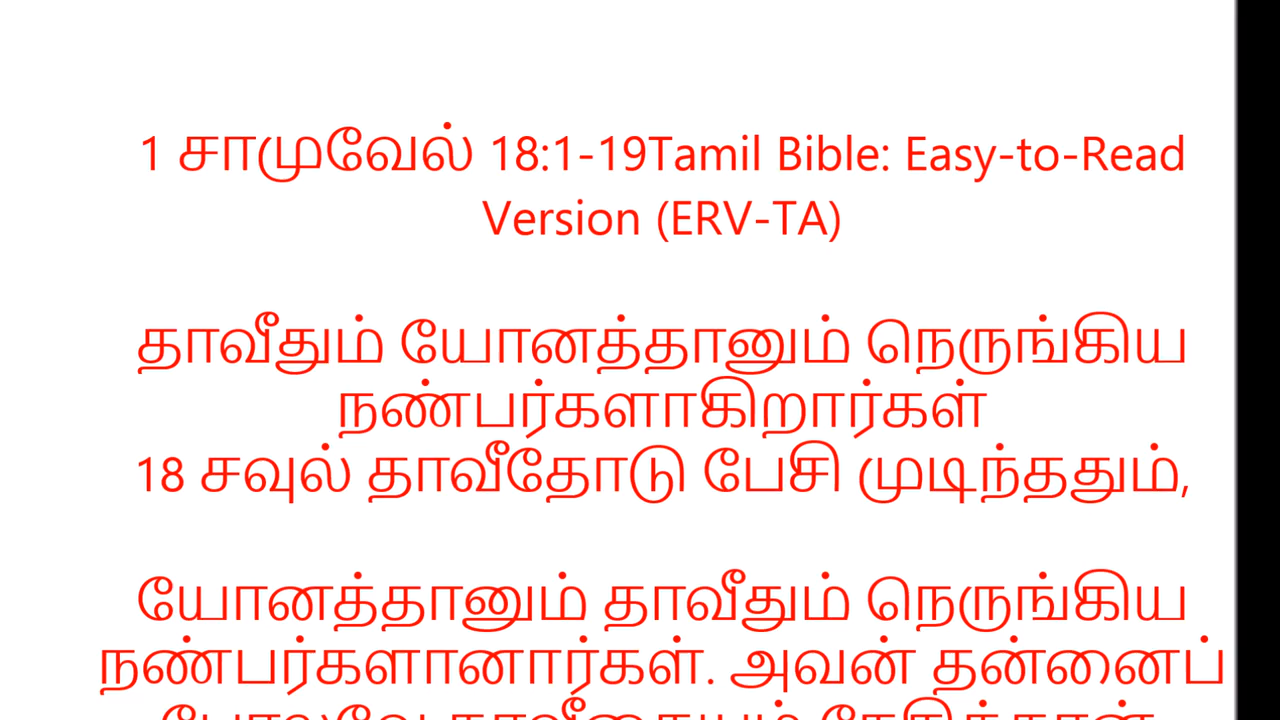 1 சாமுவேல் 18:1-19Tamil Bible: Easy-to-Read
Version (ERV-TA)
தாவீதும் யோனத்தானும் நெருங்கிய
நண்பர்களாகிறார்கள்
18 சவுல் தாவீதோடு பேசி முடிந்ததும்,
யோனத்தானும் தாவீதும் நெருங்கிய
நண்பர்களானார்கள். அவன் தன்னைப்